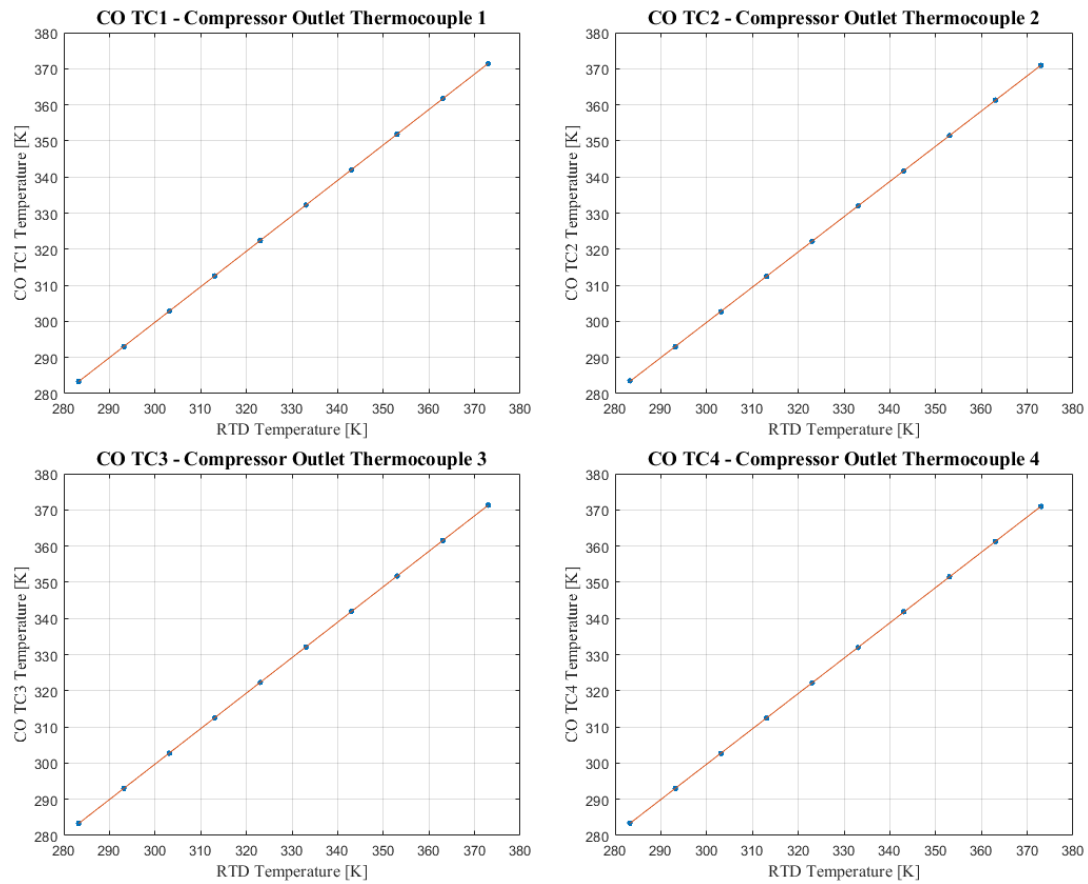 CO TC1 - Compressor Outlet Thermocouple 1
380
370
360
350
340
330
320
310
300
290
280
CO TC1 Temperature [K]
280 290 300 310 320 330 340 350 360 370 380
RTD Temperature [K]
CO TC2 - Compressor Outlet Thermocouple 2
380
370
360
350
340
330
320
310
300
290
280
CO TC2 Temperature [K]
280 290 300 310 320 330 340 350 360 370 380
RTD Temperature [K]
CO TC3 - Compressor Outlet Thermocouple 3
380
370
360
350
340
330
320
310
300
290
280
CO TC3 Temperature [K]
280 290 300 310 320 330 340 350 360 370 380
RTD Temperature [K]
CO TC4 - Compressor Outlet Thermocouple 4
380
370
360
350
340
330
320
310
300
290
280
CO TC4 Temperature [K]
280 290 300 310 320 330 340 350 360 370 380
RTD Temperature [K]